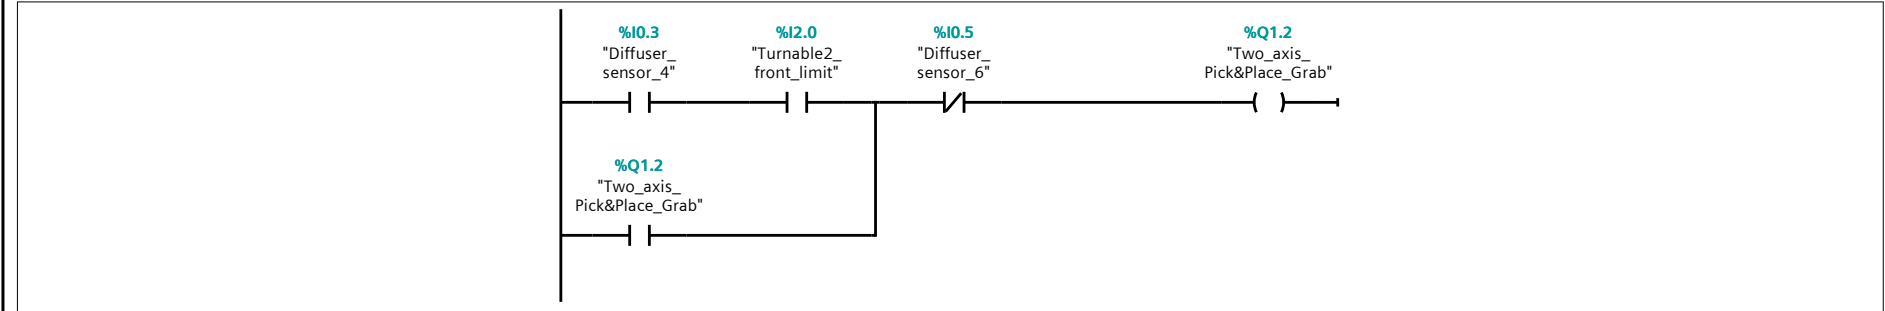 %I0.3 %I2.0 %I0.5 %Q1.2
"Diffuser_ "Turnable2_ "Diffuser_ "Two_axis_
sensor_4" front_limit" sensor_6" Pick&Place_Grab"
%Q1.2
"Two_axis_
Pick&Place_Grab"